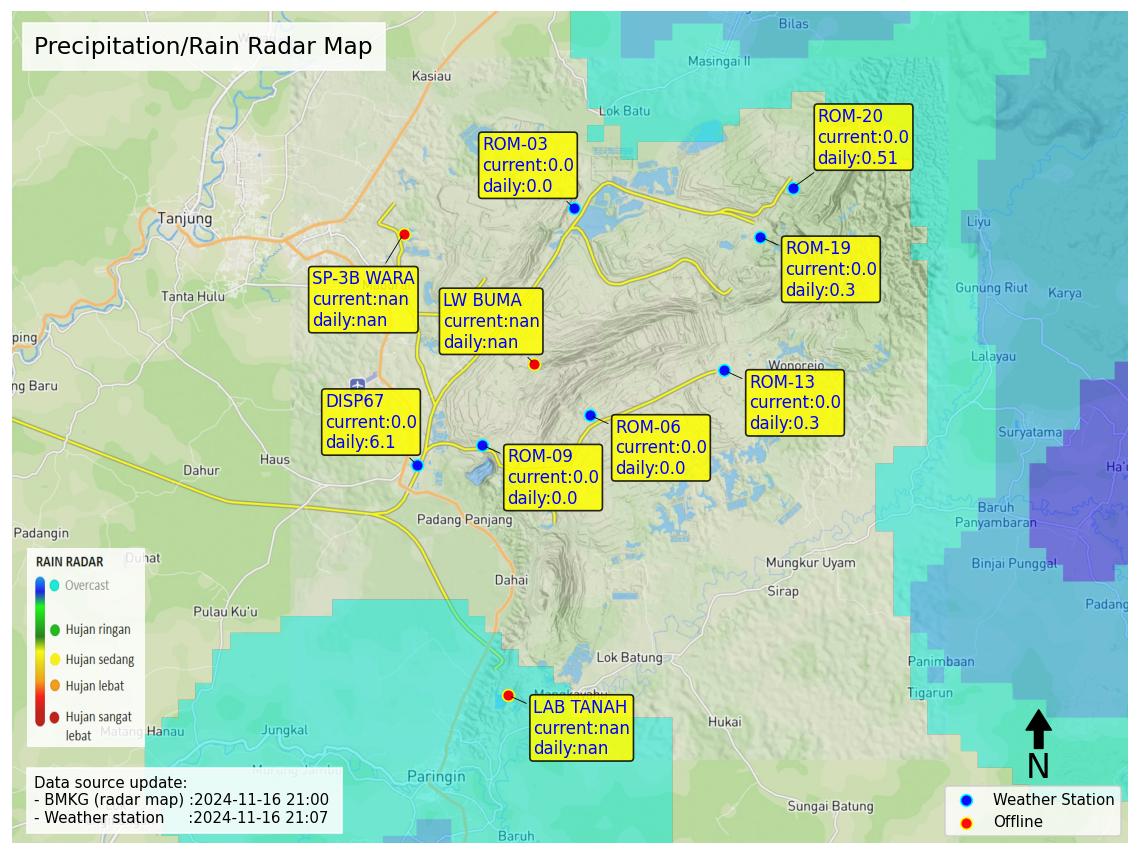 Precipitation/Rain Radar Map
Bilas
Masingai II
Kasiau
Lok Batu
ROM-20
current:0.0
daily:0.51
ROM-03
current:0.0
daily:0.0
Tanjung
Liyu
ROM-19
current:0.0
daily:0.3
SP-3B WARA
current:nan
daily:nan
LW BUMA
current:nan
daily:nan
Tanta Hulu
Gunung Riut
Karya
ping
Lalayau
Wonorejo
ng Baru
ROM-13
current:0.0
daily:0.3
DISP67
current:0.0
daily:6.1
ROM-06
current:0.0
daily:0.0
Suryatama
ROM-09
current:0.0
daily:0.0
Haus
Dahur
Ha'u
Baruh
Panyambaran
Padang Panjang
Padangin
Duhat
Mungkur Uyam
Binjai Punggal
Dahai
Sirap
Padang
Pulau Ku'u
RAIN RADAR
Overcast
Hujan ringan
Hujan sedang
Hujan lebat
Hujan sangat
lebat
Lok Batung
Panimbaan
Tigarun
LAB TANAH
current:nan
daily:nan
Hukai
Matang Hanau
Jungkal
Paringin
N
Data source update:
- BMKG (radar map) :2024-11-16 21:00
- Weather station :2024-11-16 21:07
Sungai Batung
Baruh
Weather Station
Offline